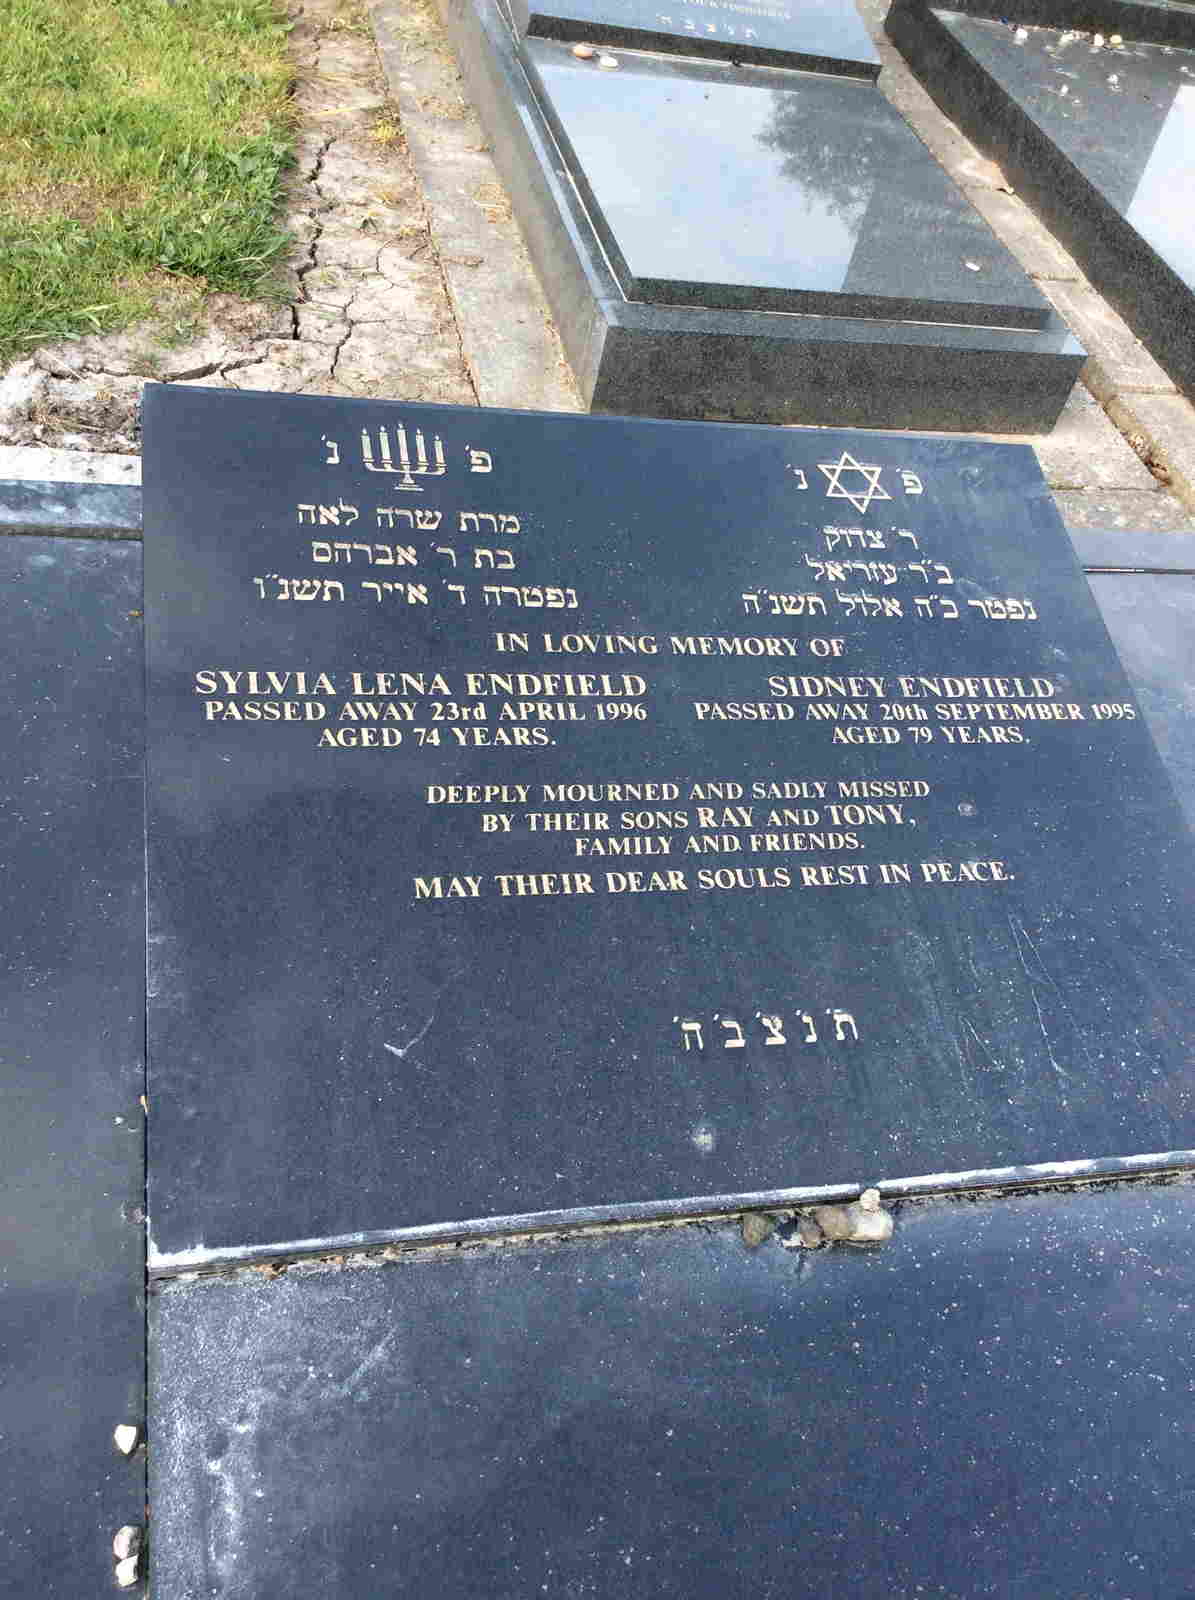 ת' נ' צ' ב' ה'
פ' נ'
מרת שרה לאה
בת ר' אברהם
נפטרה ד' אייר תשנ"ו
פ' נ'
ר' צדוק
ב"ר עזריאל
נפטר כ"ה אלול תשנ"ה
IN LOVING MEMORY OF
SYLVIA LENA ENDFIELD
PASSED AWAY 23rd APRIL 1996
AGED 74 YEARS.
SIDNEY ENDFIELD
PASSED AWAY 20th SEPTEMBER 1995
AGED 79 YEARS.
DEEPLY MOURNED AND SADLY MISSED
BY THEIR SONS RAY AND TONY,
FAMILY AND FRIENDS.
MAY THEIR DEAR SOULS REST IN PEACE.
ת' נ' צ' ב' ה'